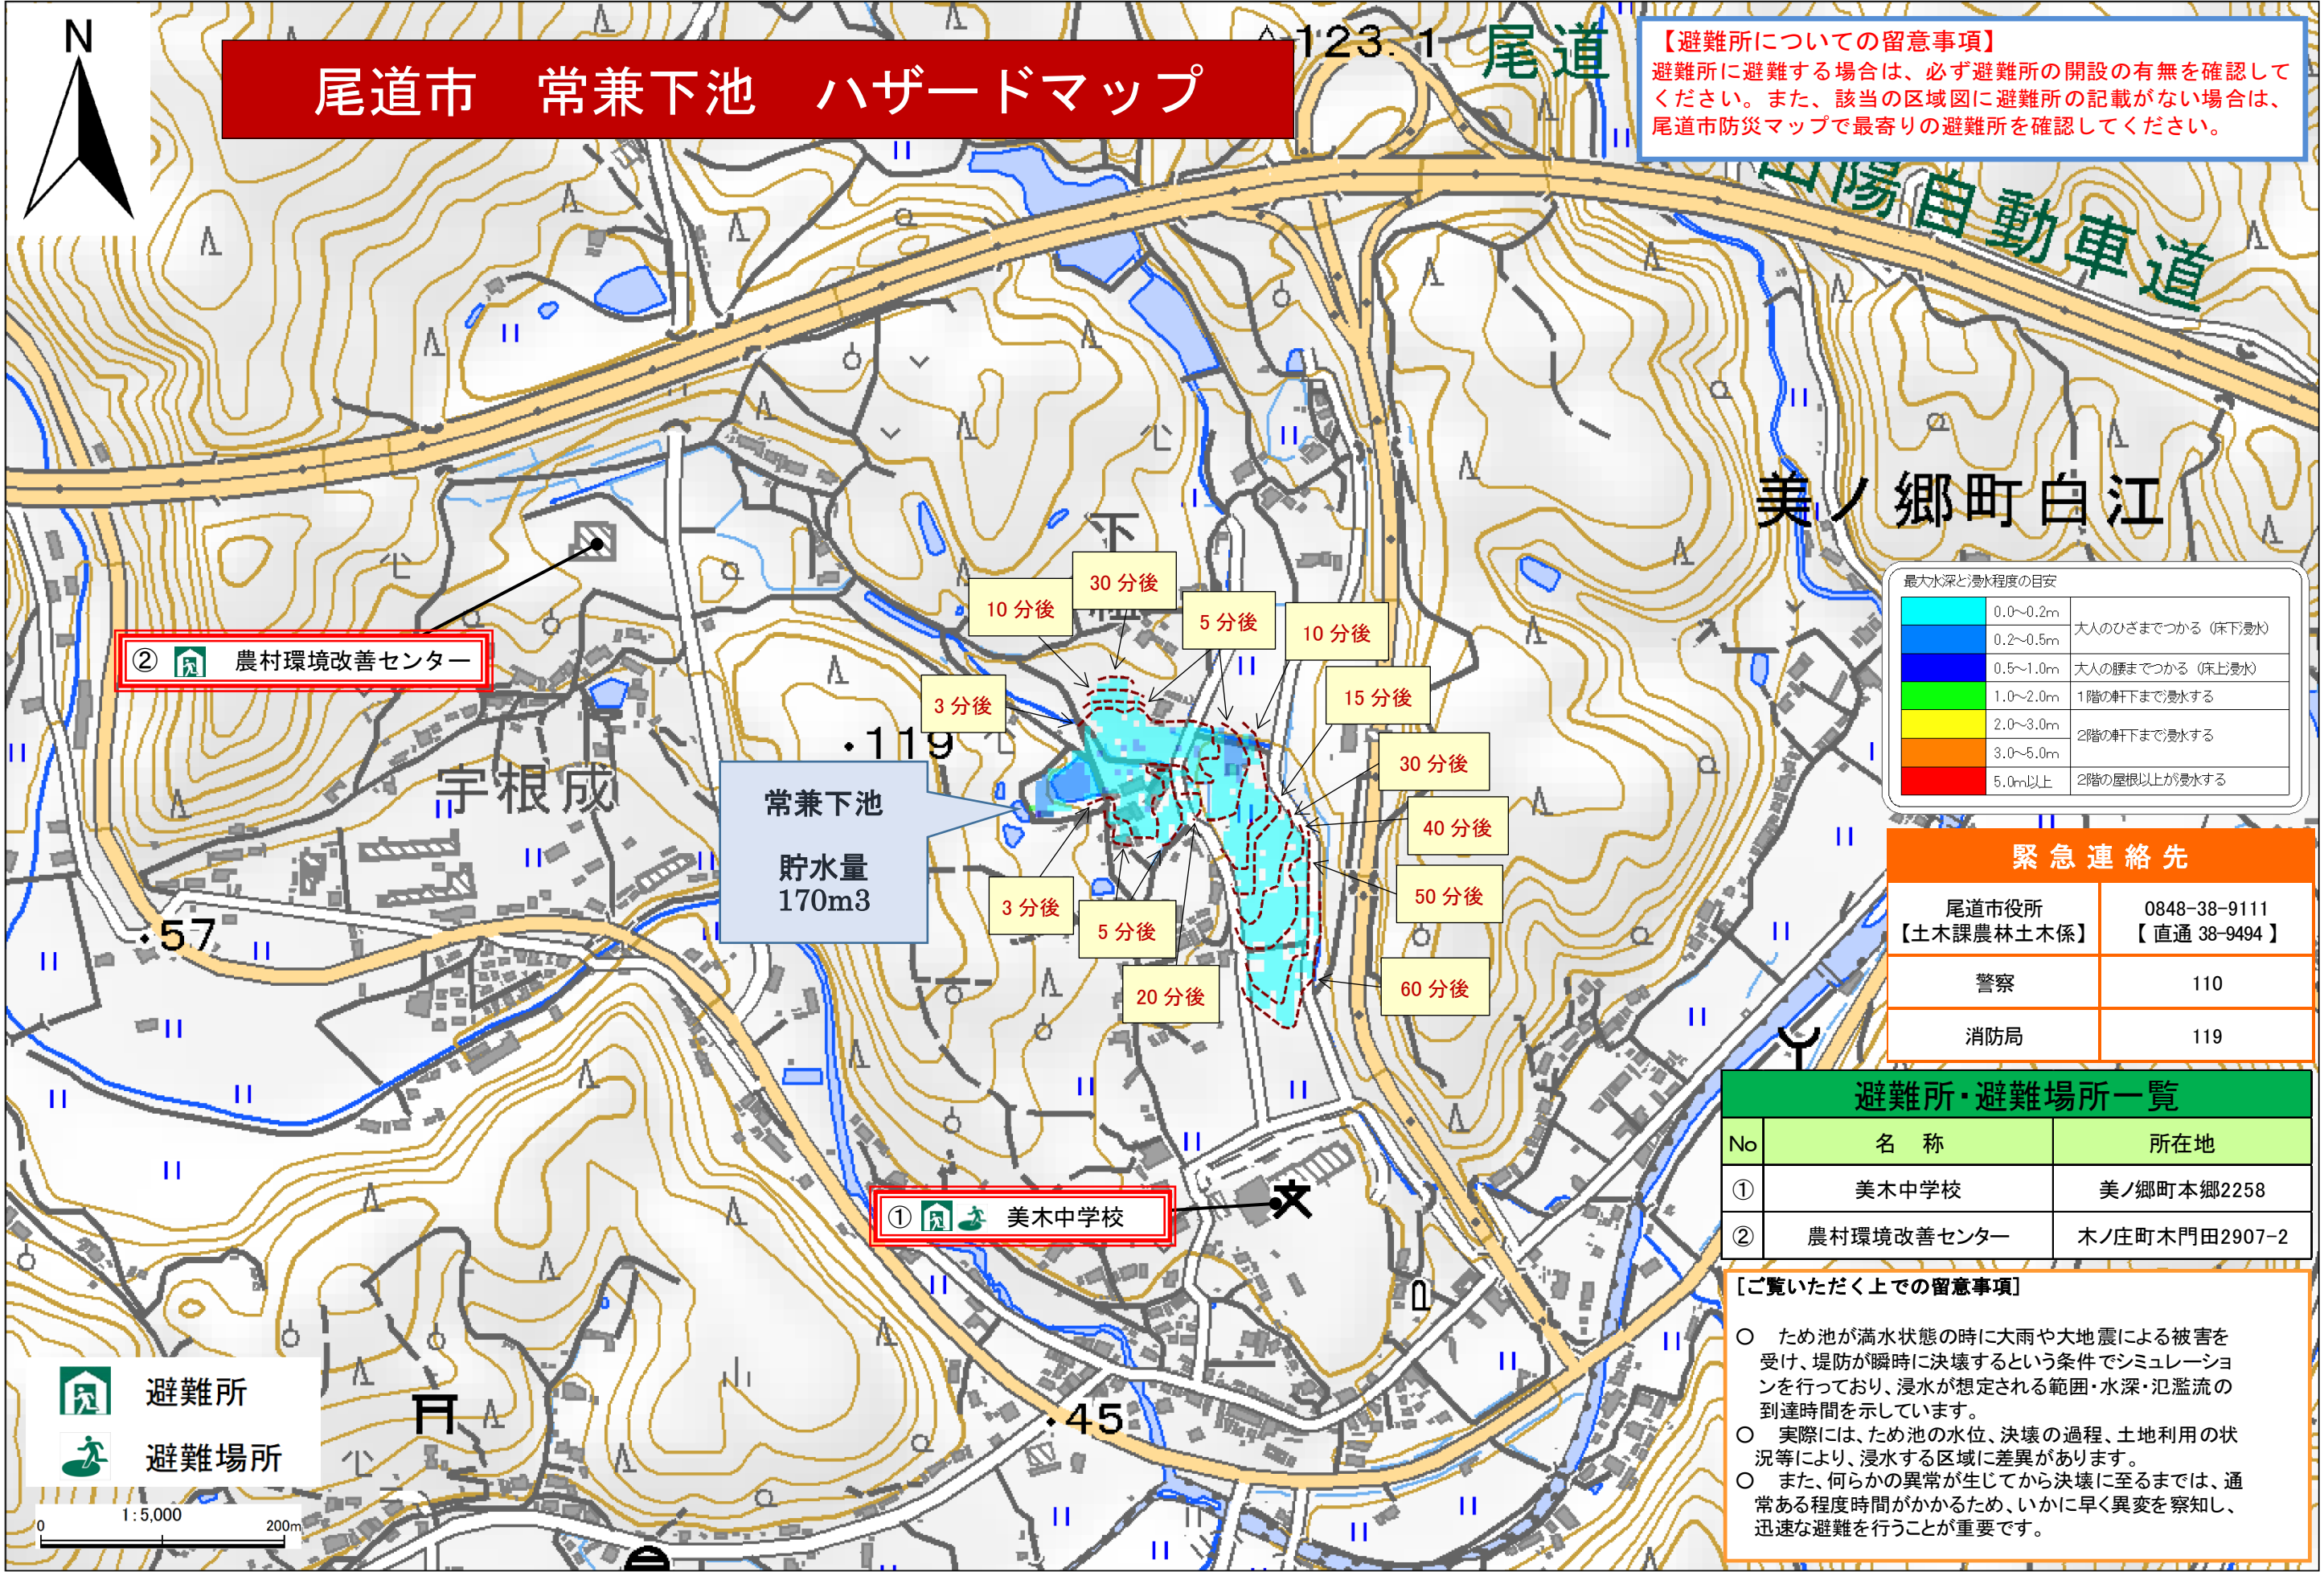 N
尾道市　常兼下池　ハザードマップ
123.1
尾道
【避難所についての留意事項】
避難所に避難する場合は、必ず避難所の開設の有無を確認して
ください。また、該当の区域図に避難所の記載がない場合は、
尾道市防災マップで最寄りの避難所を確認してください。
山陽自動車道
美ノ郷町白江
下
② 農村環境改善センター
10 分後
30 分後
5 分後
10 分後
3 分後
15 分後
30 分後
40 分後
50 分後
60 分後
3 分後
5 分後
20 分後
119
宇根成
常兼下池
貯水量
170m3
57
最大水深と浸水程度の目安
0.0~0.2m
0.2~0.5m
大人のひざまでつかる（床下浸水）
0.5~1.0m
大人の腰までつかる（床上浸水）
1.0~2.0m
1階の軒下まで浸水する
2.0~3.0m
3.0~5.0m
2階の軒下まで浸水する
5.0m以上
2階の屋根以上が浸水する
緊急連絡先
尾道市役所
【土木課農林土木係】
0848-38-9111
【 直通 38-9494 】
警察
110
消防局
119
避難所・避難場所一覧
No
名　称
所在地
①
美木中学校
美ノ郷町本郷2258
②
農村環境改善センター
木ノ庄町木門田2907-2
① 美木中学校
文
45
[ご覧いただく上での留意事項]
○　ため池が満水状態の時に大雨や大地震による被害を
受け、堤防が瞬時に決壊するという条件でシミュレーショ
ンを行っており、浸水が想定される範囲・水深・氾濫流の
到達時間を示しています。
○　実際には、ため池の水位、決壊の過程、土地利用の状
況等により、浸水する区域に差異があります。
○　また、何らかの異常が生じてから決壊に至るまでは、通
常ある程度時間がかかるため、いかに早く異変を察知し、
迅速な避難を行うことが重要です。
避難所
避難場所
1:5,000
0
200m